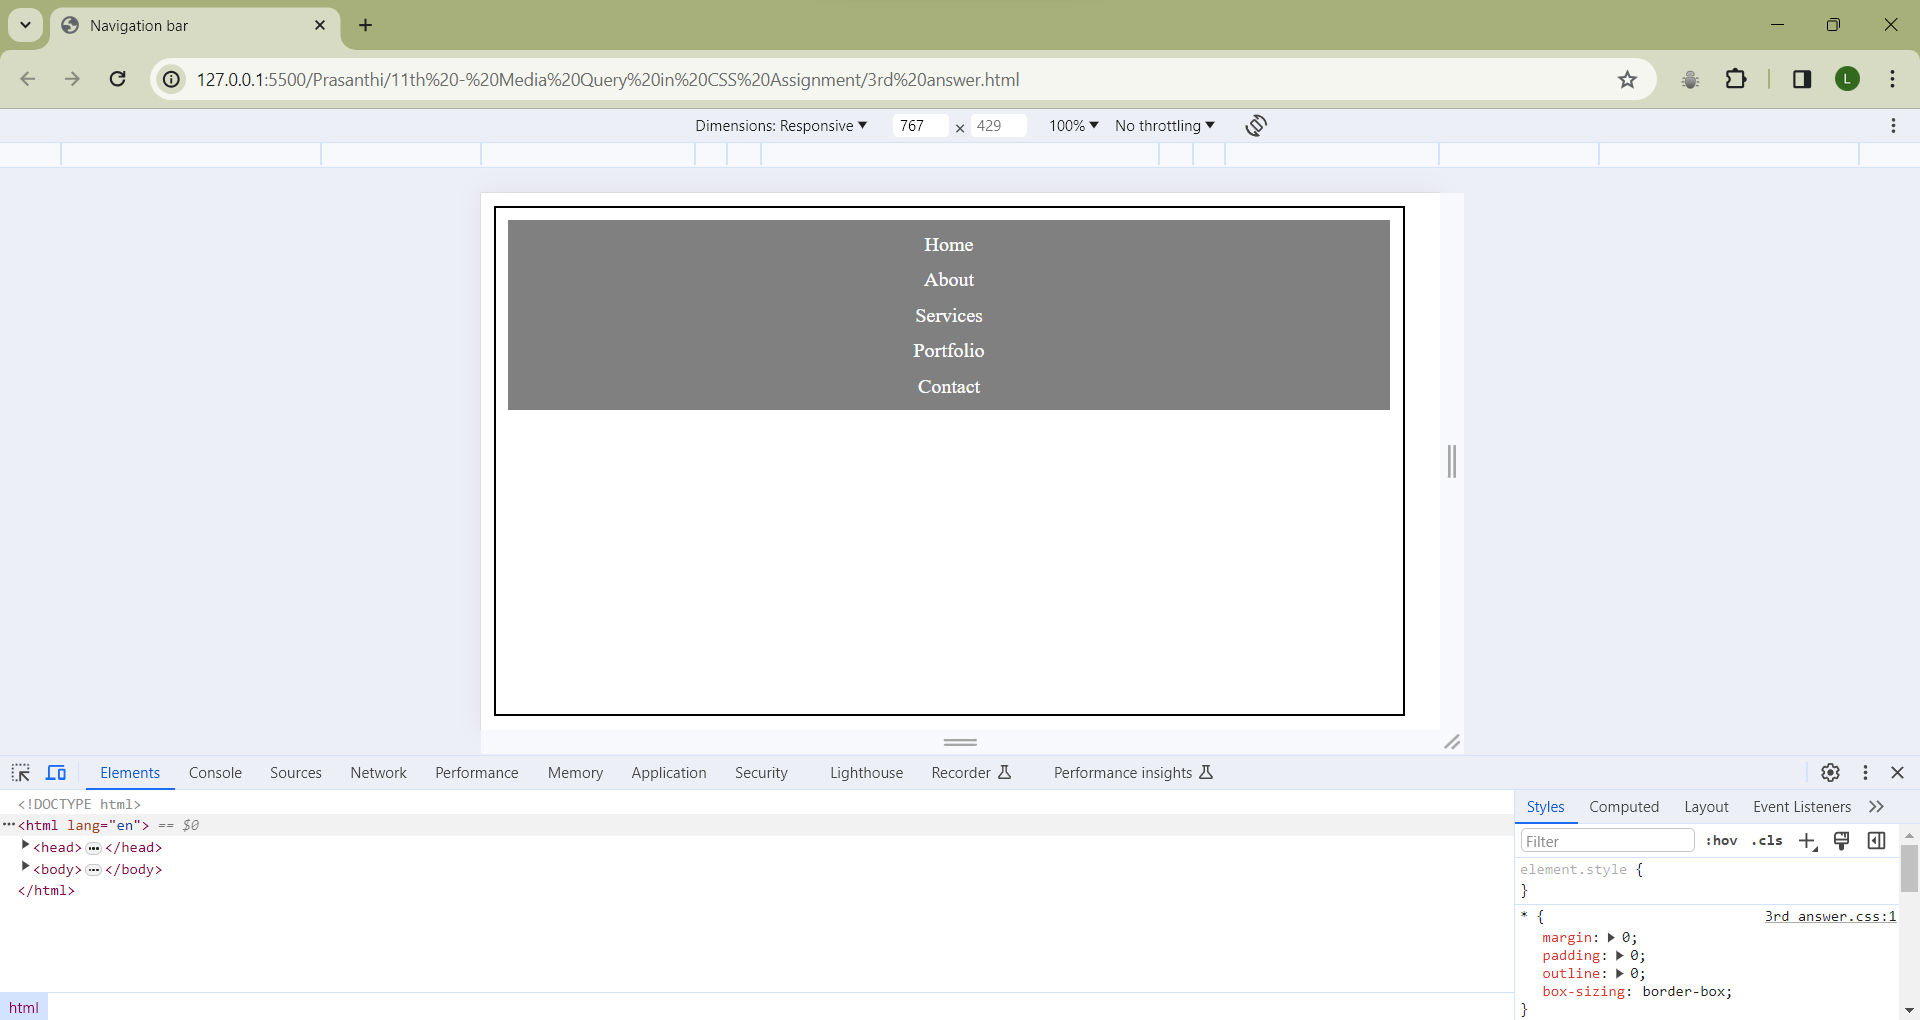 Navigation bar
127.0.0.1:5500/Prasanthi/11th%20-%20Media%20Query%20in%20CSS%20Assignment/3rd%20answer.html
L
Dimensions: Responsive 767 × 429 100% No throttling
Home
About
Services
Portfolio
Contact
Elements Console Sources Network Performance Memory Application Security Lighthouse Recorder Performance insights
<!DOCTYPE html>
<html lang="en"> == $0
<head> </head>
<body> </body>
</html>
html
Styles Computed Layout Event Listeners
Filter :hov .cls
element.style {
}
* { 3rd answer.css:1
margin: 0;
padding: 0;
outline: 0;
box-sizing: border-box;
}